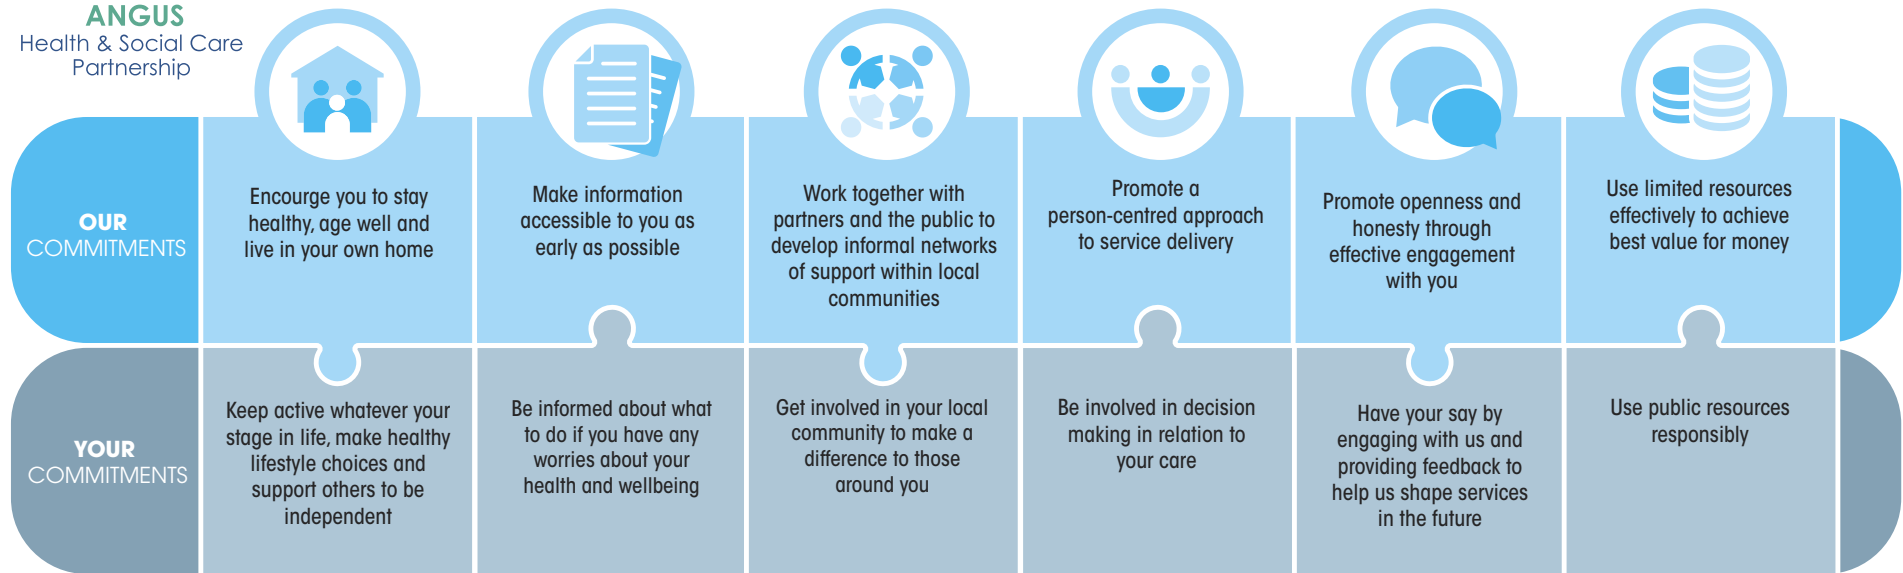 ANGUS
Health & Social Care
Partnership
OUR
COMMITMENTS
Encourge you to stay
healthy, age well and
live in your own home
Make information
accessible to you as
early as possible
Work together with
partners and the public to
develop informal networks
of support within local
communities
Promote a
person-centred approach
to service delivery
Promote openness and
honesty through
effective engagement
with you
Use limited resources
effectively to achieve
best value for money
YOUR
COMMITMENTS
Keep active whatever your
stage in life, make healthy
lifestyle choices and
support others to be
independent
Be informed about what
to do if you have any
worries about your
health and wellbeing
Get involved in your local
community to make a
difference to those
around you
Be involved in decision
making in relation to
your care
Have your say by
engaging with us and
providing feedback to
help us shape services
in the future
Use public resources
responsibly